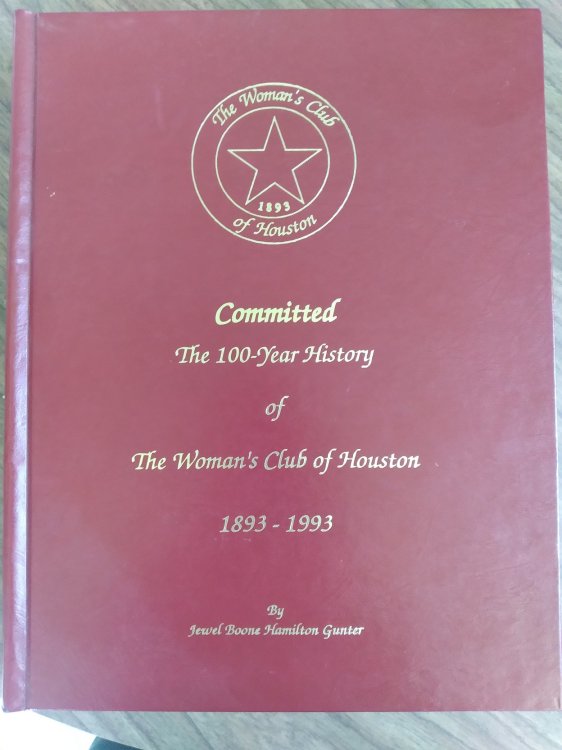 The Woman's Club
1893
of Houston
Committed
The 100-Year History
of
The Woman's Club of Houston
1893 - 1993
By
Jewel Boone Hamilton Gunter